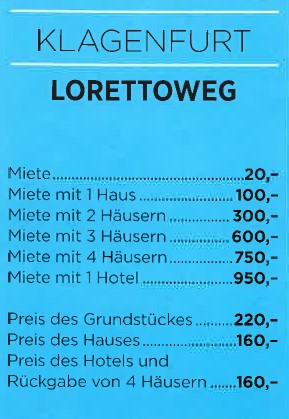 KLAGENFURT
LORETTOWEG
Miete..........................................20,–
Miete mit 1 Haus .....................100,–
Miete mit 2 Häusern ..............300,–
Miete mit 3 Häusern ..............600,–
Miete mit 4 Häusern..............750,–
Miete mit 1 Hotel ....................950,–
Preis des Grundstückes .........220,–
Preis des Hauses.....................160,–
Preis des Hotels und
Rückgabe von 4 Häusern ......160,–